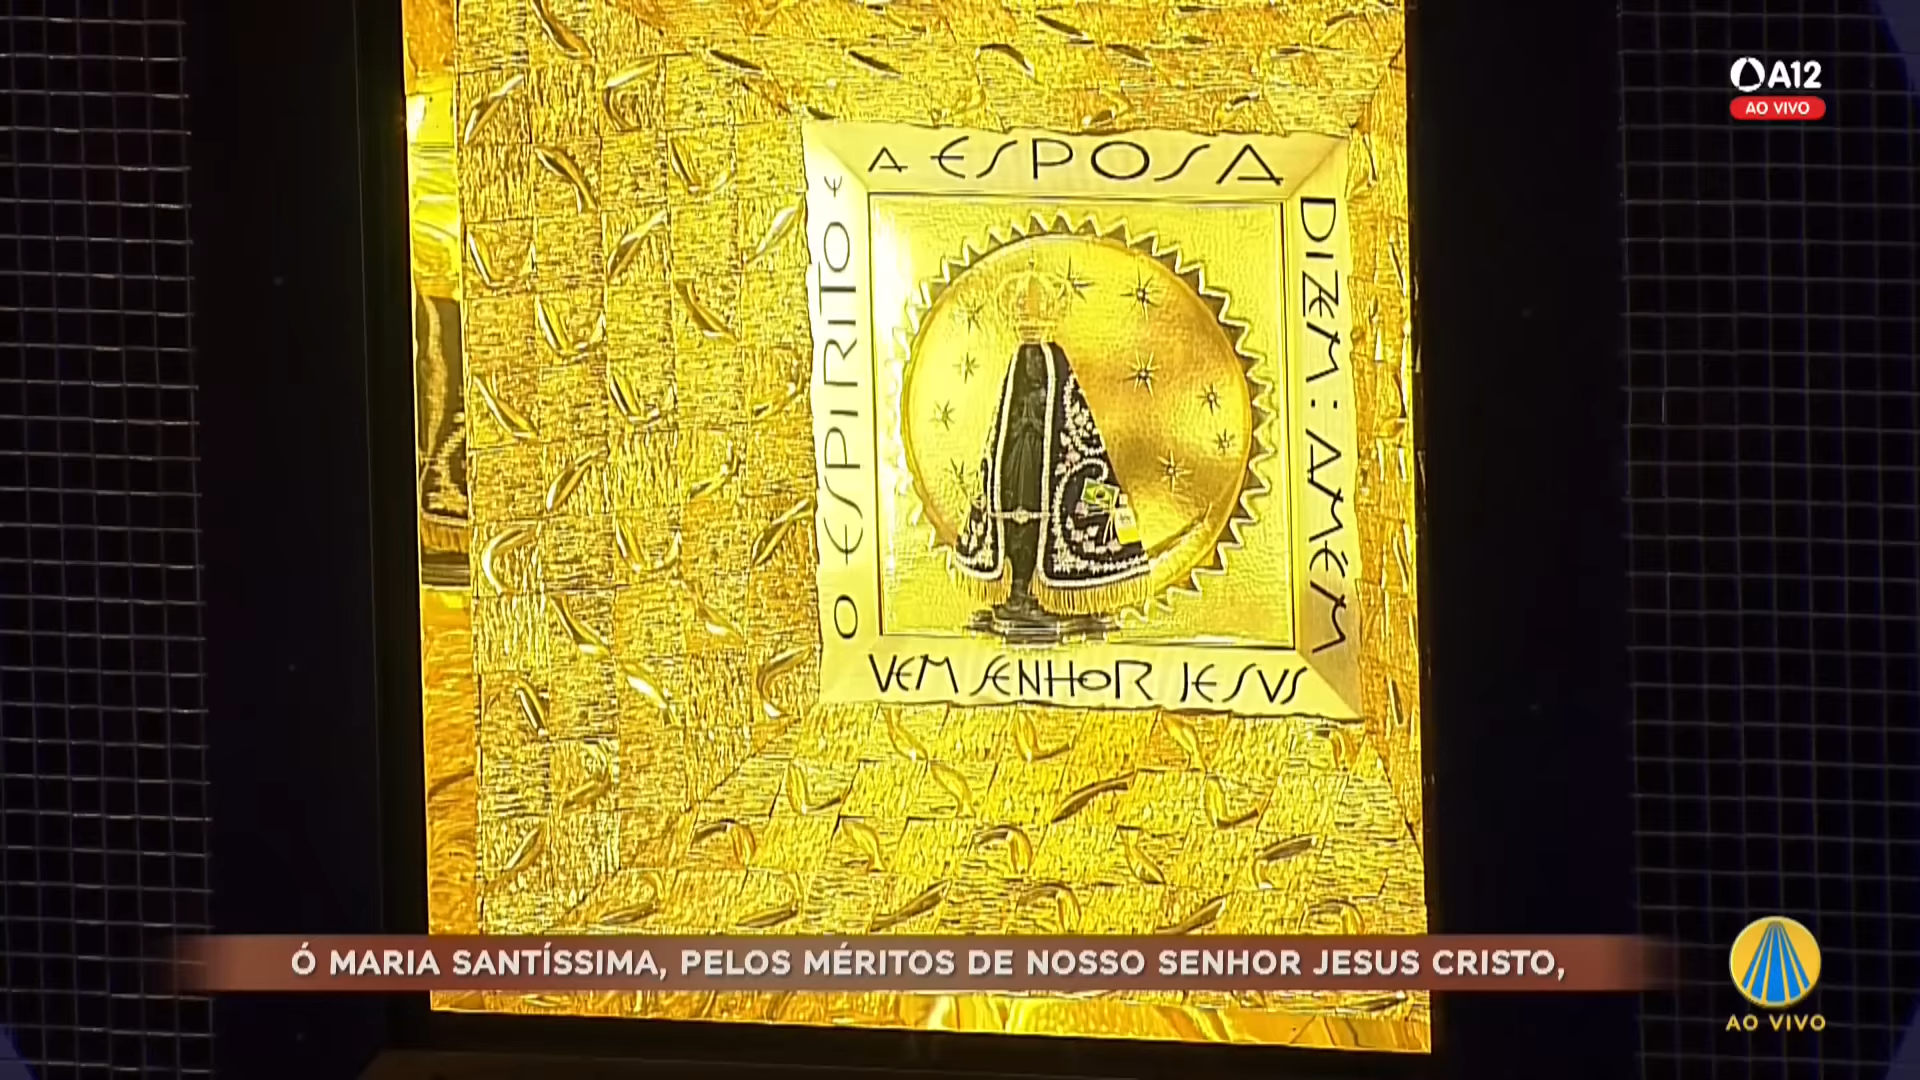 A12
AO VIVO
O ESPIRITO E
A ESPOSA
DIZEM: AMÉM
VEM SENHOR JESUS
Ó MARIA SANTÍSSIMA, PELOS MÉRITOS DE NOSSO SENHOR JESUS CRISTO,
AO VIVO